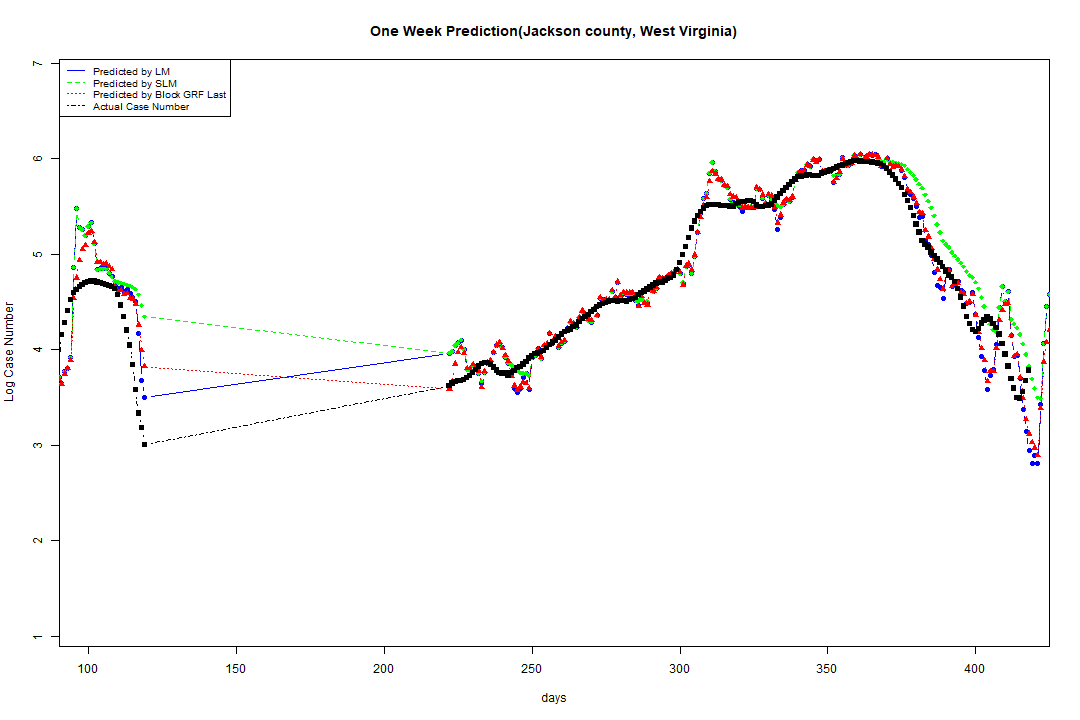 One Week Prediction(Jackson county, West Virginia)
Predicted by LM
Predicted by SLM
Predicted by Block GRF Last
Actual Case Number
7
6
5
4
3
2
1
Log Case Number
100 150 200 250 300 350 400
days